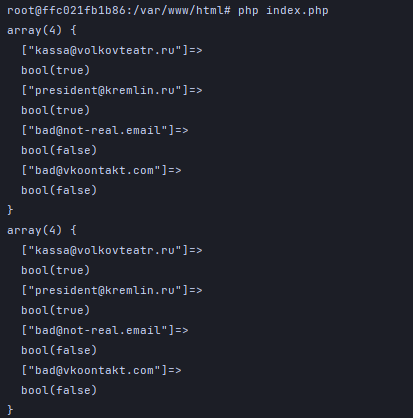 root@ffc021fb1b86:/var/www/html# php index.php
array(4) {
  ["kassa@volkovteatr.ru"]=>
  bool(true)
  ["president@kremlin.ru"]=>
  bool(true)
  ["bad@not-real.email"]=>
  bool(false)
  ["bad@vkoontakt.com"]=>
  bool(false)
}
array(4) {
  ["kassa@volkovteatr.ru"]=>
  bool(true)
  ["president@kremlin.ru"]=>
  bool(true)
  ["bad@not-real.email"]=>
  bool(false)
  ["bad@vkoontakt.com"]=>
  bool(false)
}